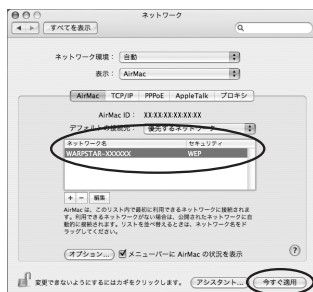 ネットワーク
すべてを表示
ネットワーク環境： 自動
表示： AirMac
AirMac TCP/IP PPPoE AppleTalk プロキシ
AirMac ID： XX:XX:XX:XX:XX:XX
デフォルトの接続先： 優先するネットワーク
ネットワーク名 セキュリティ
WARPSTAR-XXXXXX WEP
+ − 編集
AirMac は、このリスト内で最初に利用できるネットワークに接続されま
す。利用できるネットワークがない場合は、公開されたネットワークに自
動的に接続されます。リストを並べ替えるときは、ネットワーク名をド
ラッグしてください。
オプション... メニューバーに AirMac の状況を表示 ?
変更できないようにするにはカギをクリックします。 アシスタント... 今すぐ適用